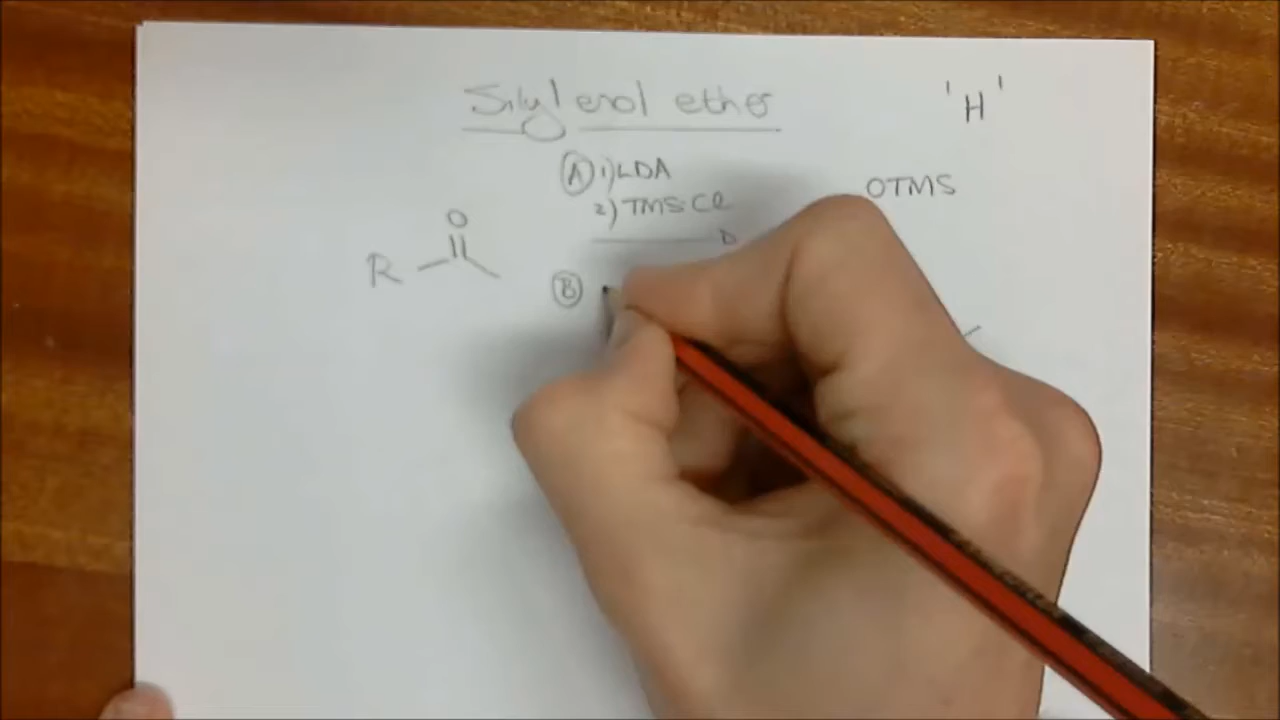 Silyl enol ether
'H'
A 1) LDA
2) TMSCl
OTMS
O
R
B